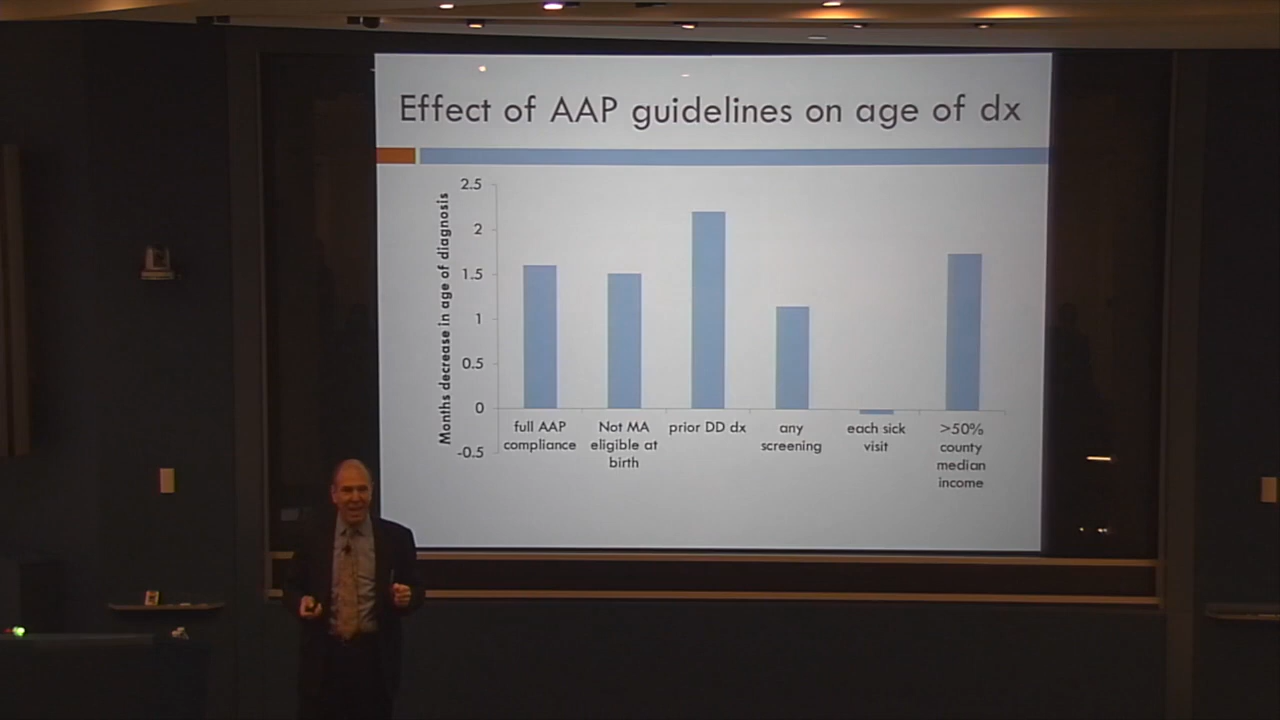 Effect of AAP guidelines on age of dx
Months decrease in age of diagnosis
2.5
2
1.5
1
0.5
0
-0.5
full AAP
compliance
Not MA
eligible at
birth
prior DD dx
any
screening
each sick
visit
>50%
county
median
income